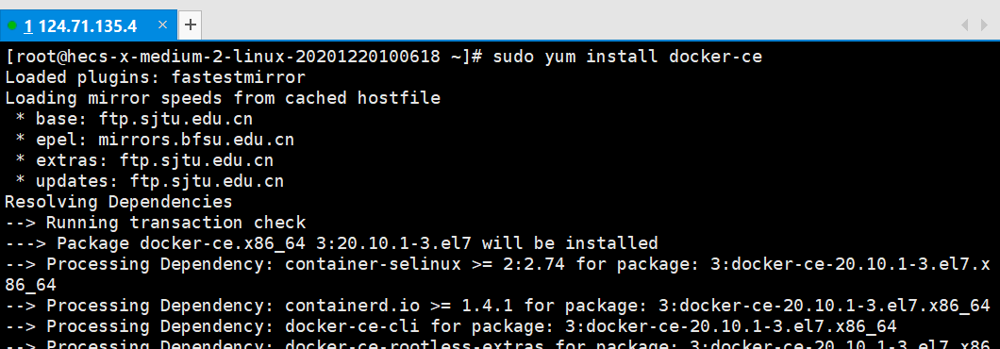 1 124.71.135.4 × +
[root@hecs-x-medium-2-linux-20201220100618 ~]# sudo yum install docker-ce
Loaded plugins: fastestmirror
Loading mirror speeds from cached hostfile
 * base: ftp.sjtu.edu.cn
 * epel: mirrors.bfsu.edu.cn
 * extras: ftp.sjtu.edu.cn
 * updates: ftp.sjtu.edu.cn
Resolving Dependencies
--> Running transaction check
---> Package docker-ce.x86_64 3:20.10.1-3.el7 will be installed
--> Processing Dependency: container-selinux >= 2:2.74 for package: 3:docker-ce-20.10.1-3.el7.x
86_64
--> Processing Dependency: containerd.io >= 1.4.1 for package: 3:docker-ce-20.10.1-3.el7.x86_64
--> Processing Dependency: docker-ce-cli for package: 3:docker-ce-20.10.1-3.el7.x86_64
--> Processing Dependency: docker-ce-rootless-extras for package: 3:docker-ce-20.10.1-3.el7.x86